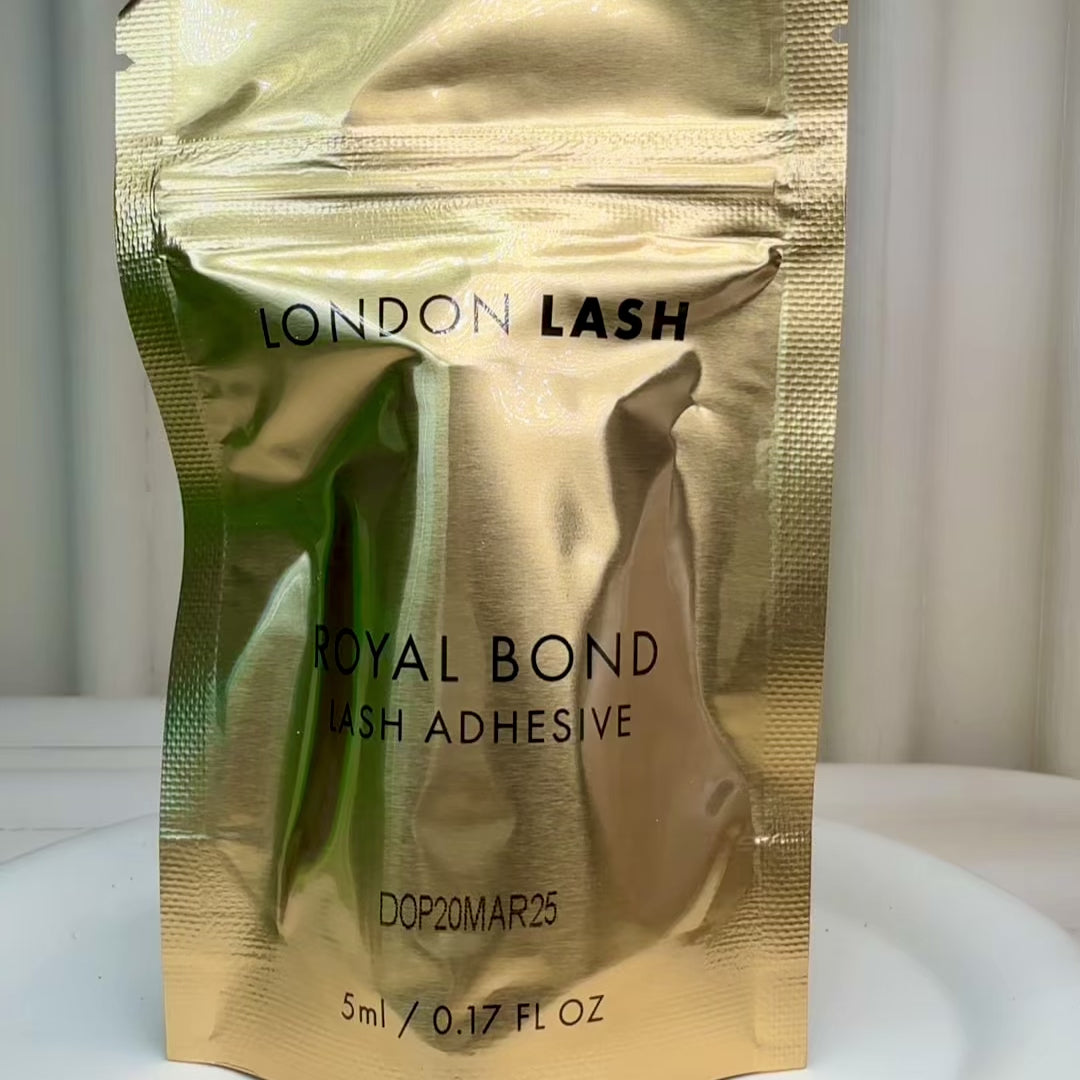 LONDON LASH
ROYAL BOND
LASH ADHESIVE
DOP20MAR25
5ml / 0.17 FL OZ